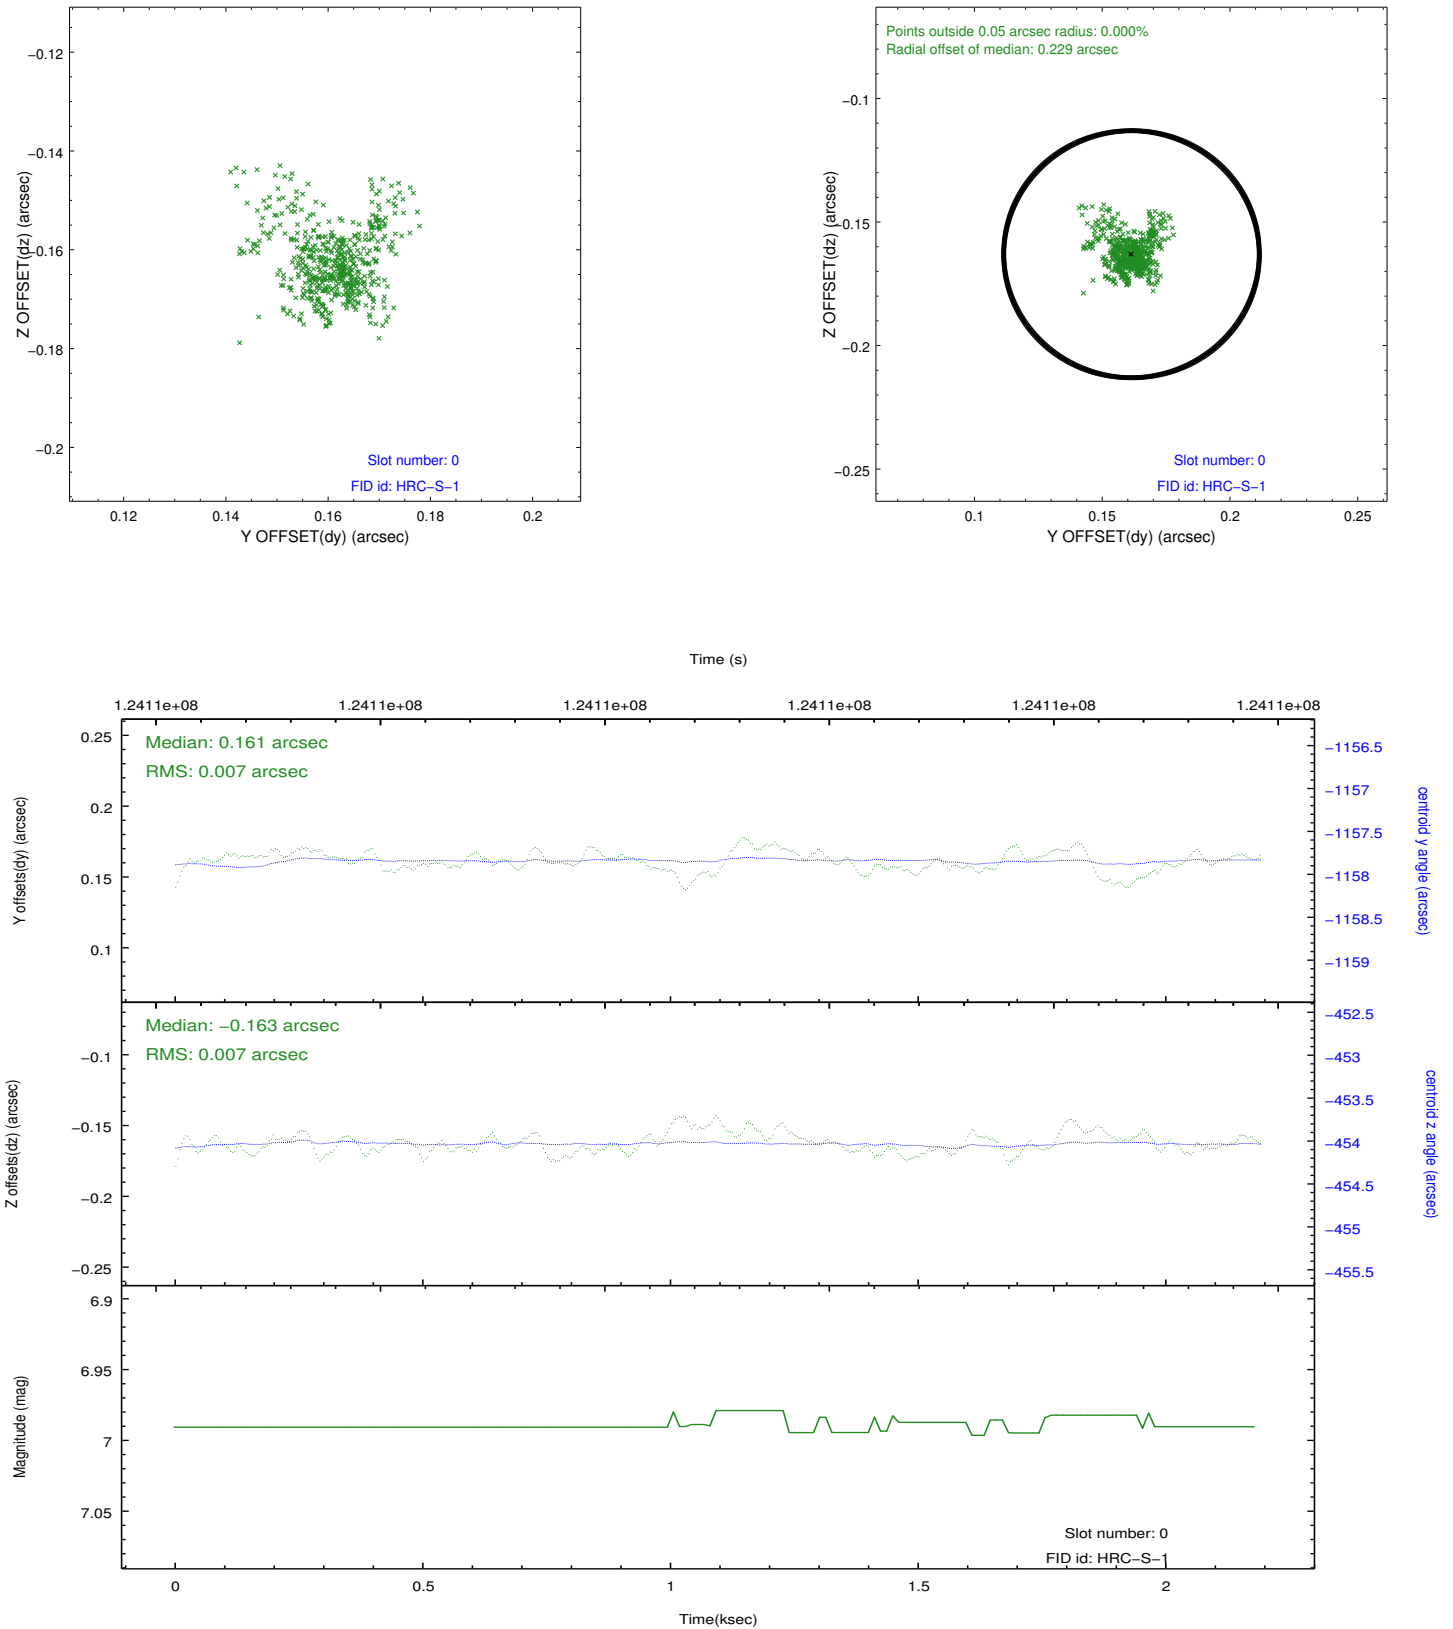 −0.12
−0.14
−0.16
−0.18
−0.2
Z OFFSET(dz) (arcsec)
Slot number: 0
FID id: HRC−S−1
0.12
0.14
0.16
0.18
0.2
Y OFFSET(dy) (arcsec)
Points outside 0.05 arcsec radius: 0.000%
Radial offset of median: 0.229 arcsec
−0.1
−0.15
−0.2
−0.25
Z OFFSET(dz) (arcsec)
Slot number: 0
FID id: HRC−S−1
0.1
0.15
0.2
0.25
Y OFFSET(dy) (arcsec)
Time (s)
1.2411e+08
1.2411e+08
1.2411e+08
1.2411e+08
1.2411e+08
1.2411e+08
Median: 0.161 arcsec
RMS: 0.007 arcsec
0.25
0.2
0.15
0.1
Y offsets(dy) (arcsec)
−1156.5
−1157
−1157.5
−1158
−1158.5
−1159
centroid y angle (arcsec)
Median: −0.163 arcsec
RMS: 0.007 arcsec
−0.1
−0.15
−0.2
−0.25
Z offsets(dz) (arcsec)
−452.5
−453
−453.5
−454
−454.5
−455
−455.5
centroid z angle (arcsec)
6.9
6.95
7
7.05
Magnitude (mag)
Slot number: 0
FID id: HRC−S−1
0
0.5
1
1.5
2
Time(ksec)